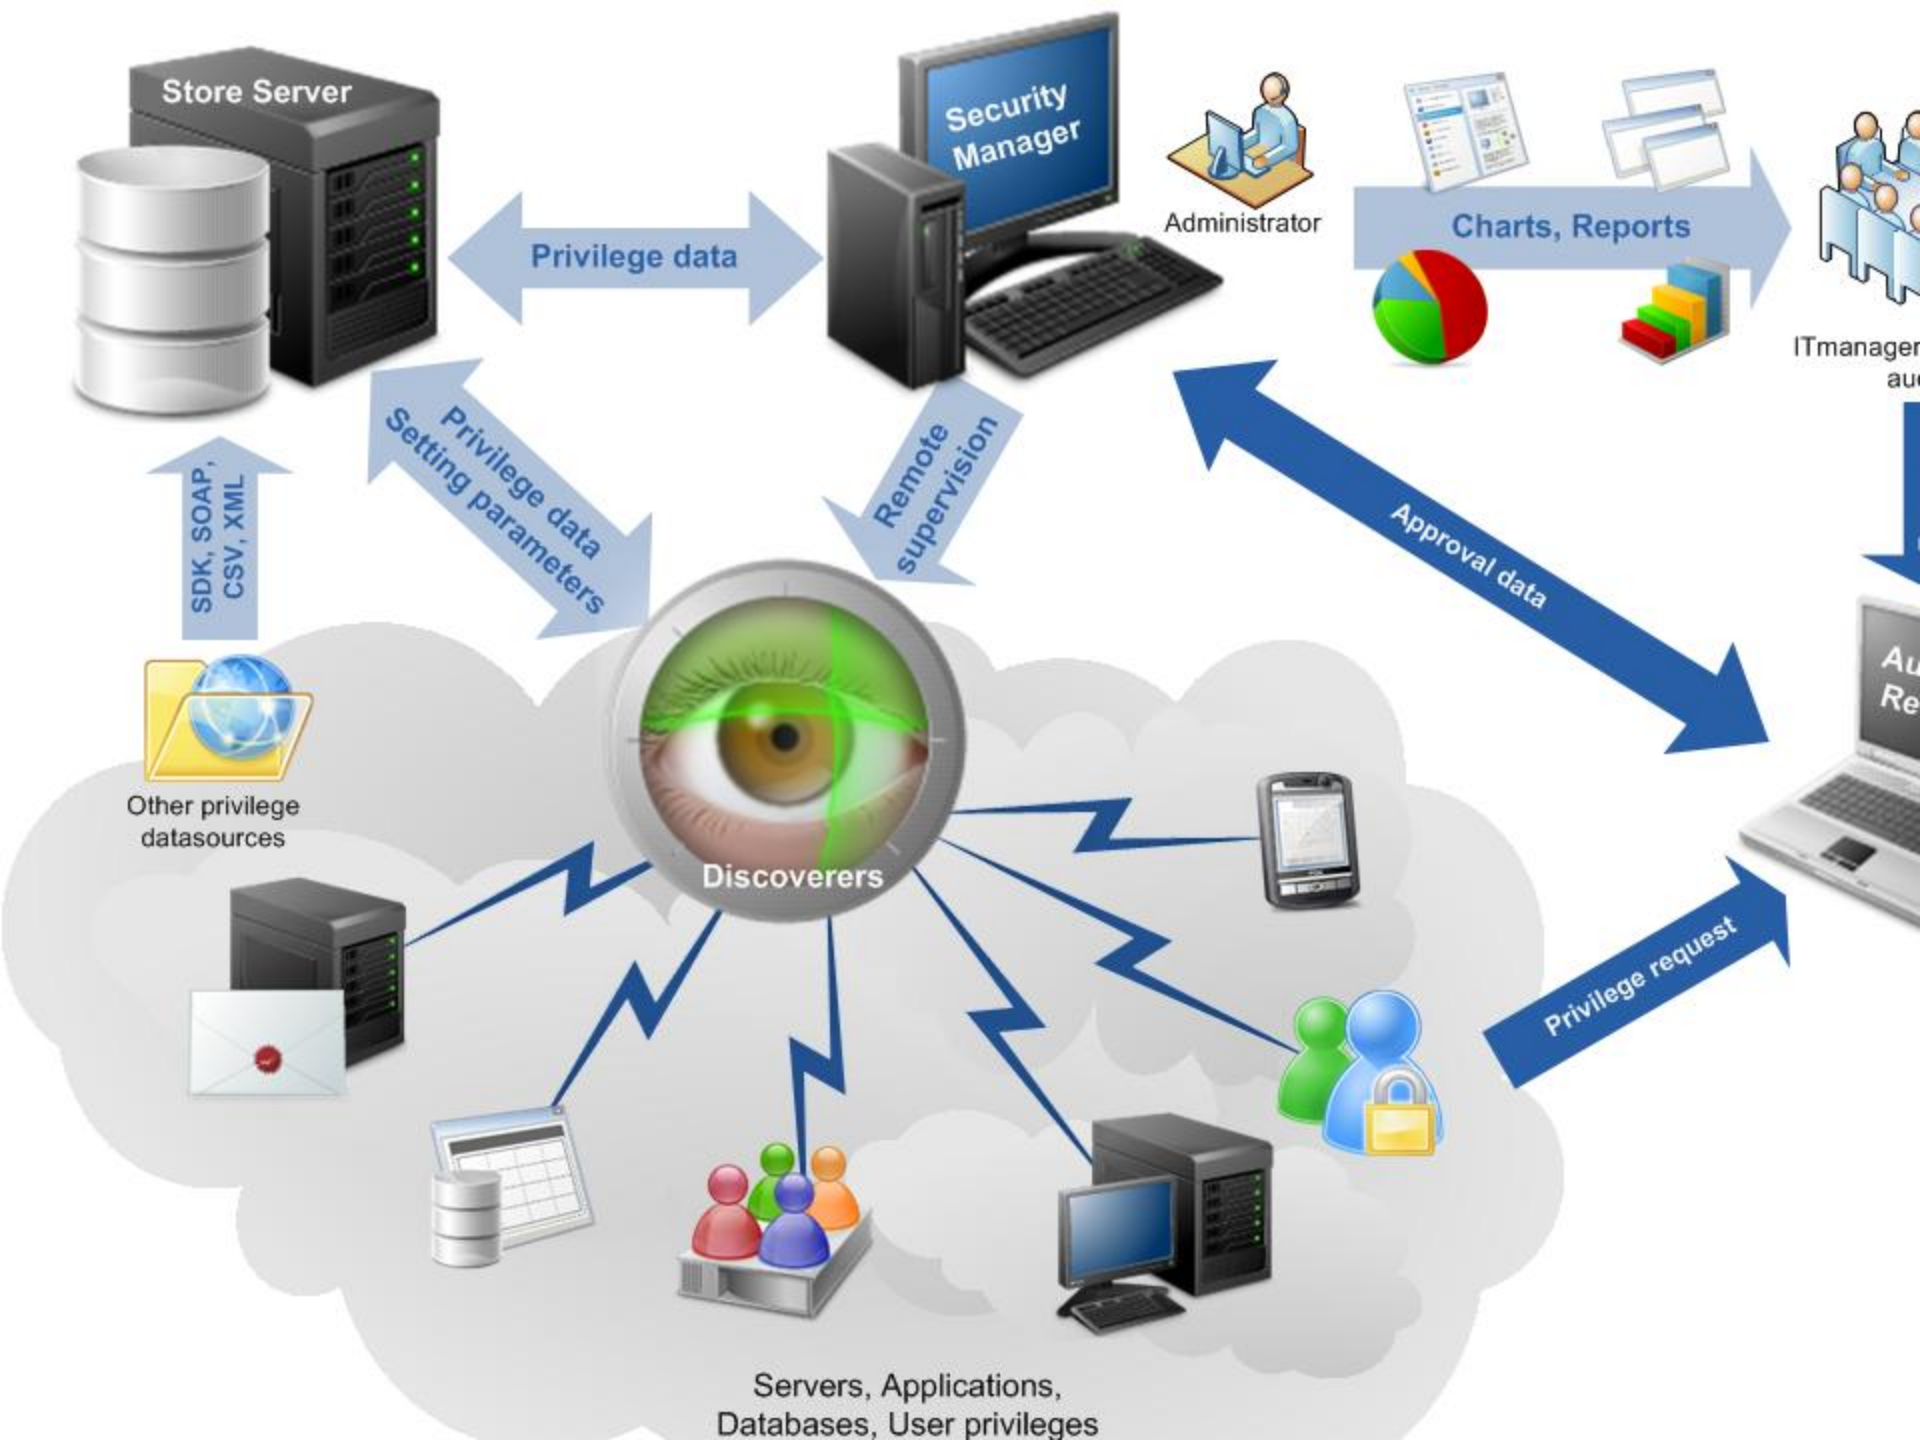 Store Server
Security
Manager
Administrator
Charts, Reports
Privilege data
ITmanager
Privilege data
Setting parameters
Remote
supervision
SDK, SOAP,
CSV, XML
Approval data
Other privilege
datasources
Discoverers
Privilege request
Servers, Applications,
Databases, User privileges